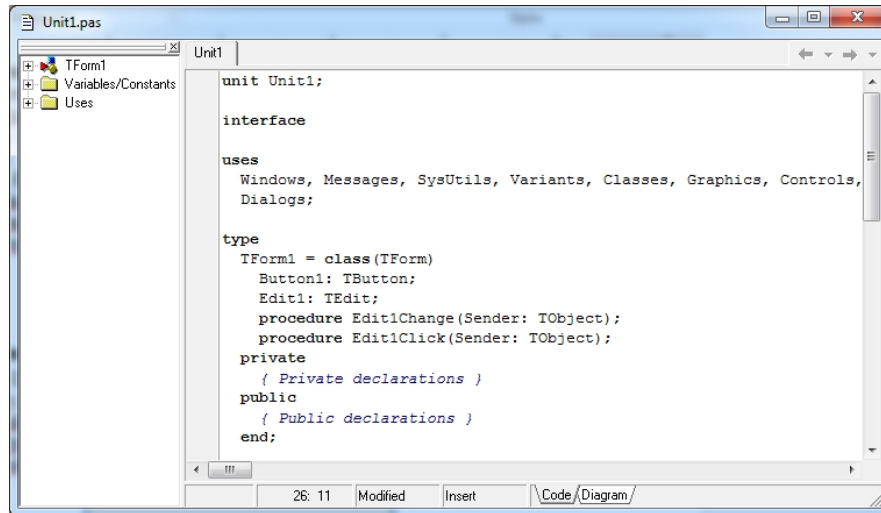 Unit1.pas
TForm1
Variables/Constants
Uses
Unit1
unit Unit1;
interface
uses
Windows, Messages, SysUtils, Variants, Classes, Graphics, Controls,
Dialogs;
type
TForm1 = class(TForm)
Button1: TButton;
Edit1: TEdit;
procedure Edit1Change(Sender: TObject);
procedure Edit1Click(Sender: TObject);
private
{ Private declarations }
public
{ Public declarations }
end;
26: 11 Modified Insert Code Diagram